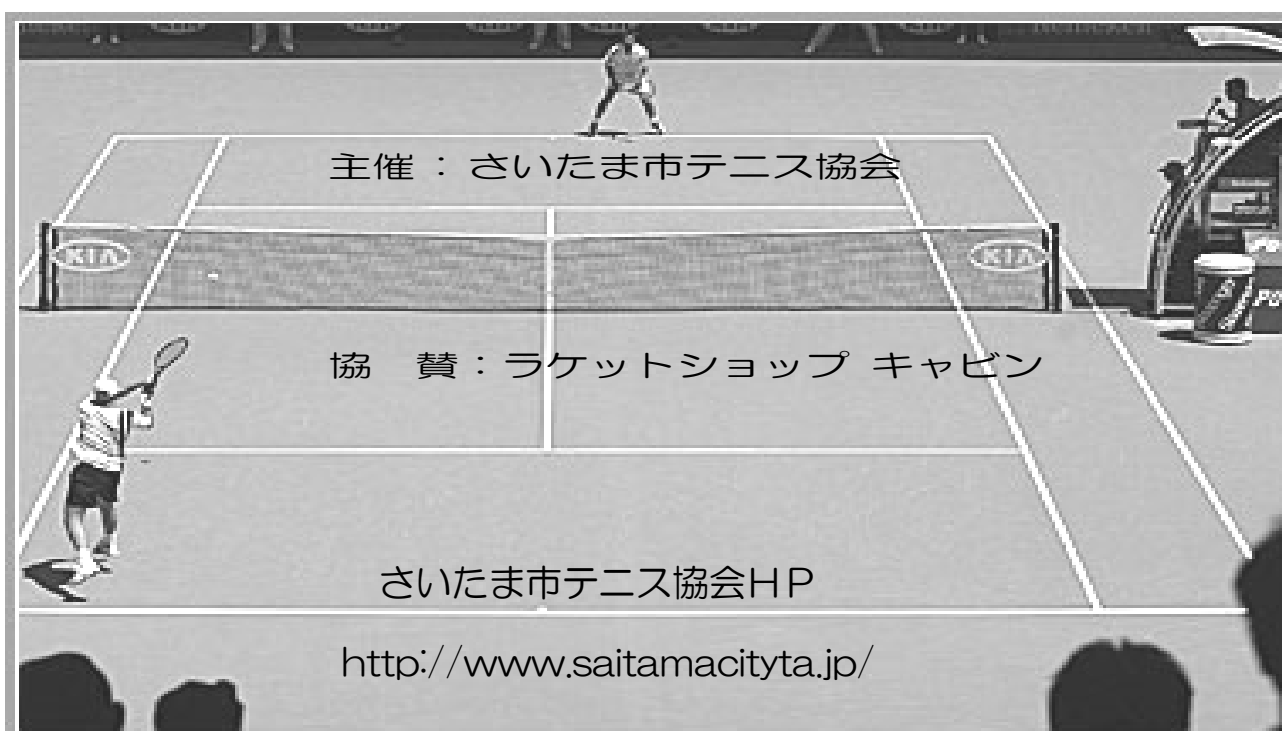 主催：さいたま市テニス協会
KIA KIA
協　賛：ラケットショップ キャビン
さいたま市テニス協会ＨＰ
http://www.saitamacityta.jp/